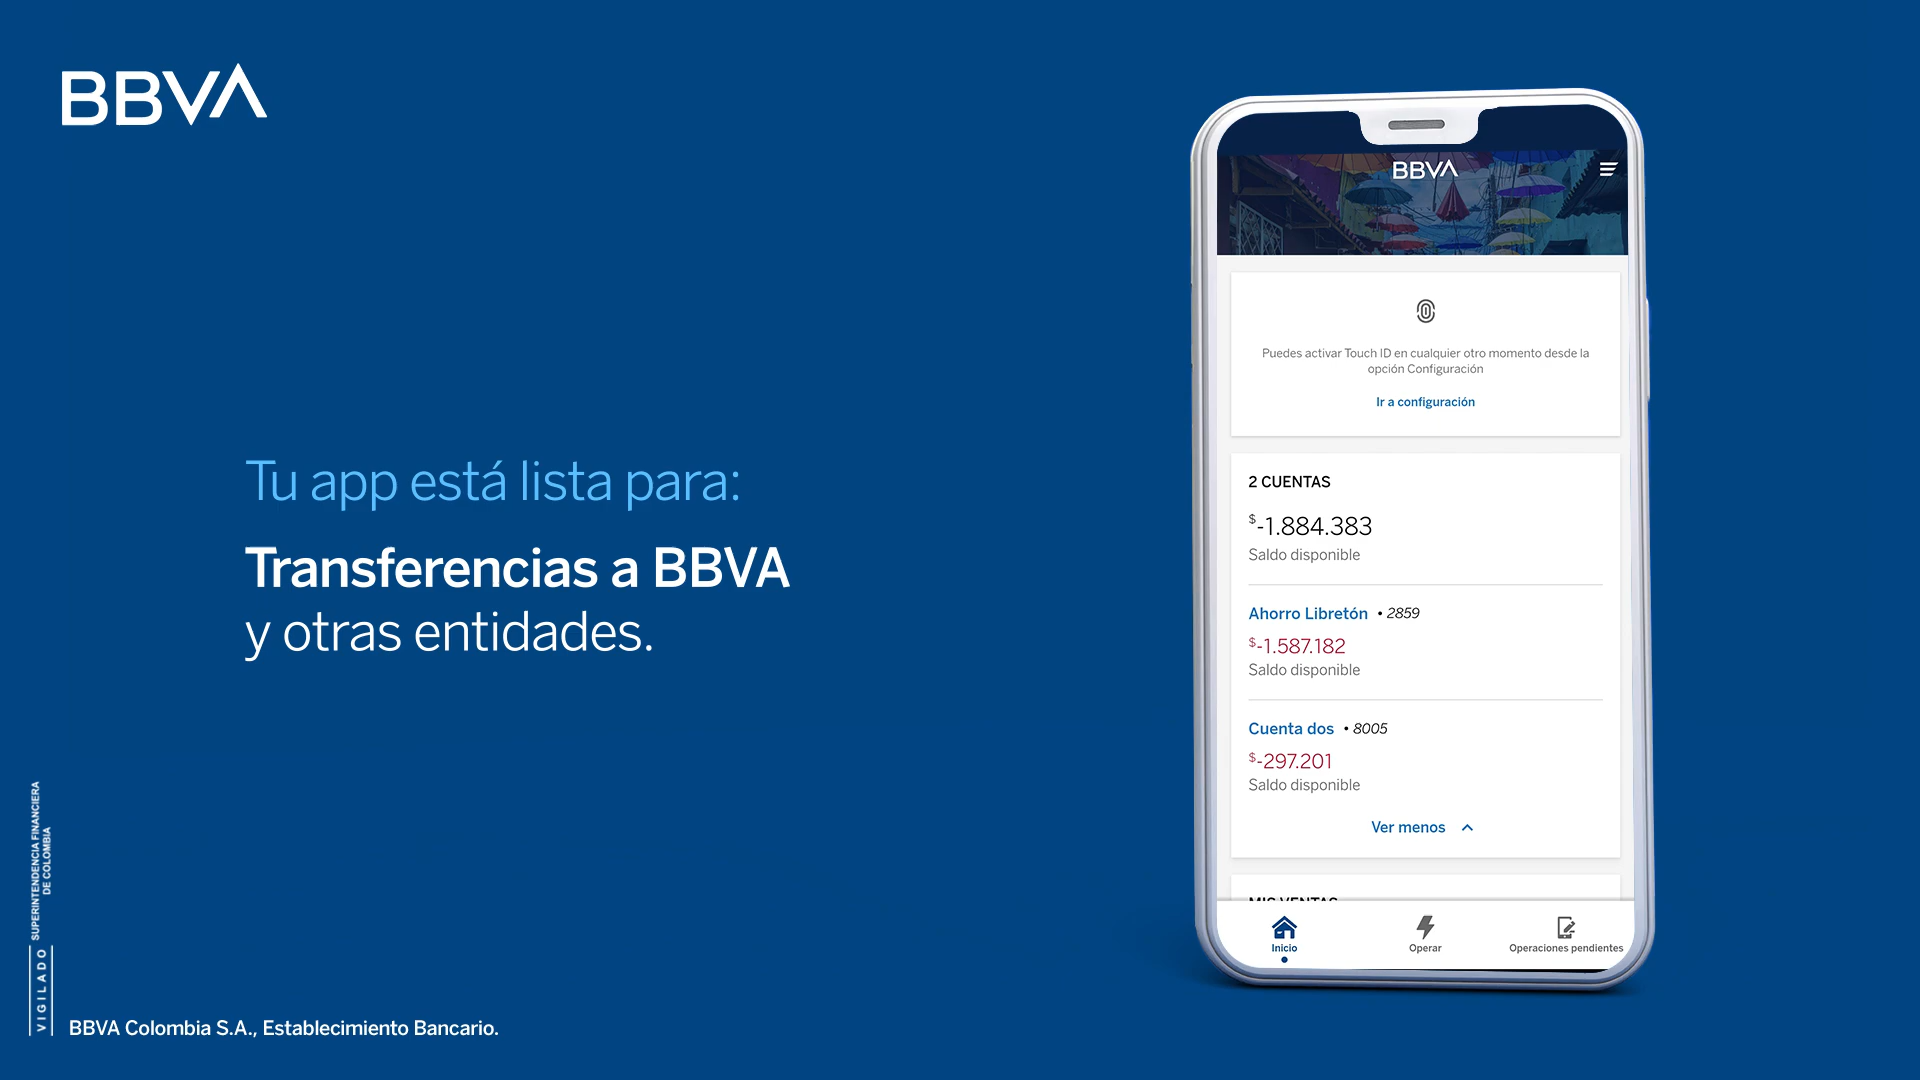 BBVA
Tu app está lista para:
Transferencias a BBVA
y otras entidades.
VIGILADO SUPERINTENDENCIA FINANCIERA
DE COLOMBIA
BBVA Colombia S.A., Establecimiento Bancario.
BBVA
Puedes activar Touch ID en cualquier otro momento desde la
opción Configuración
Ir a configuración
2 CUENTAS
$-1.884.383
Saldo disponible
Ahorro Libretón • 2859
$-1.587.182
Saldo disponible
Cuenta dos • 8005
$-297.201
Saldo disponible
Ver menos
MIS VENTAS
Inicio
Operar
Operaciones pendientes